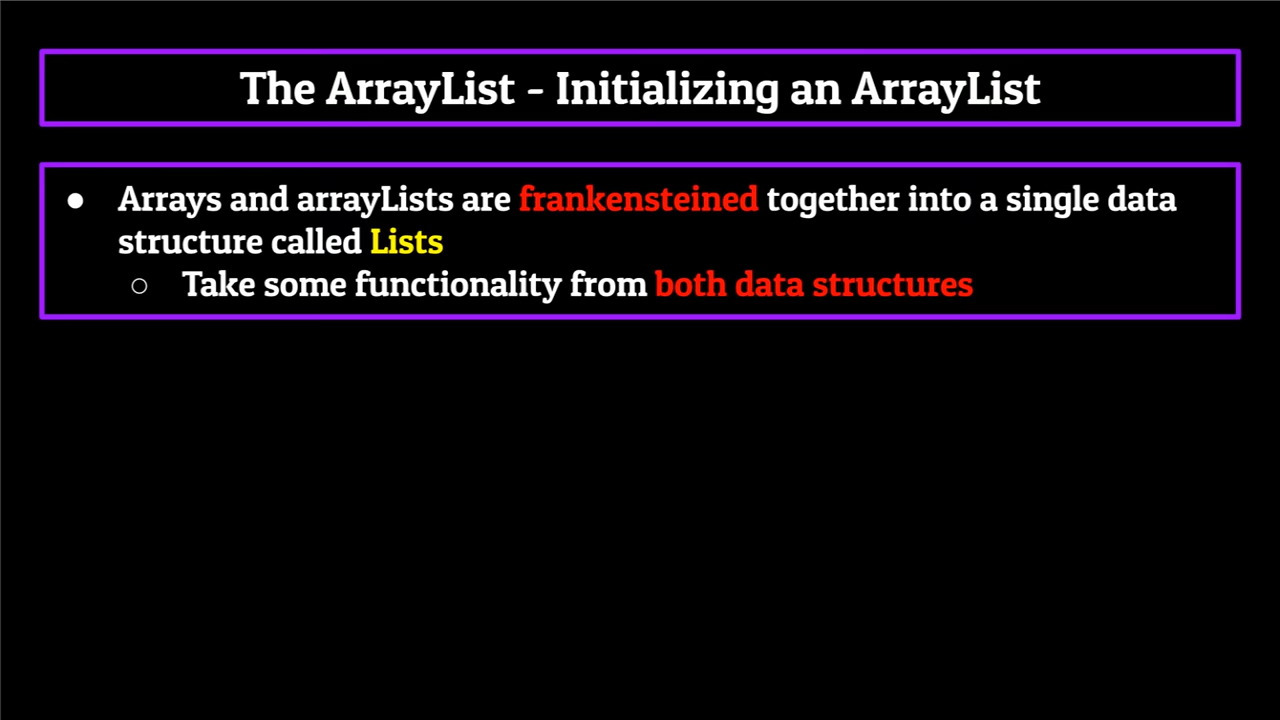 The ArrayList - Initializing an ArrayList
● Arrays and arrayLists are frankensteined together into a single data
structure called Lists
○ Take some functionality from both data structures